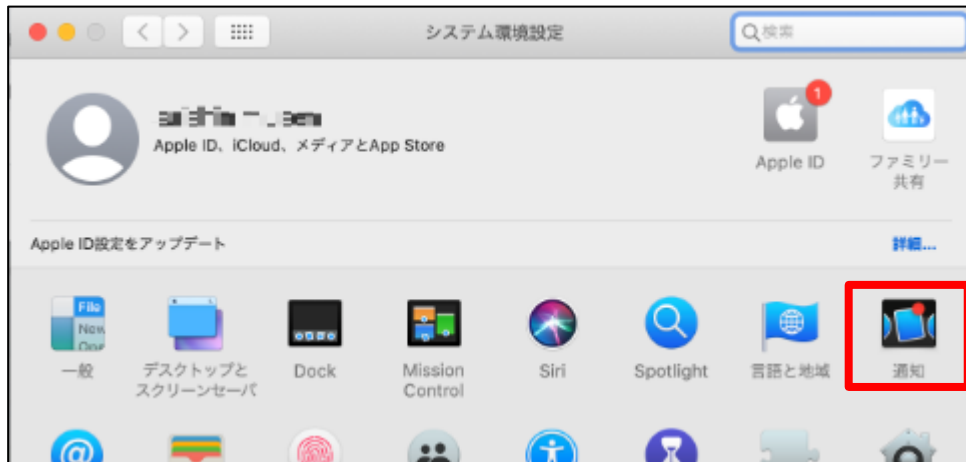 システム環境設定
検索
Apple ID、iCloud、メディアとApp Store
1
Apple ID
ファミリー
共有
Apple ID設定をアップデート
詳細...
File
New
一般
デスクトップと
スクリーンセーバ
Dock
Mission
Control
Siri
Spotlight
言語と地域
通知